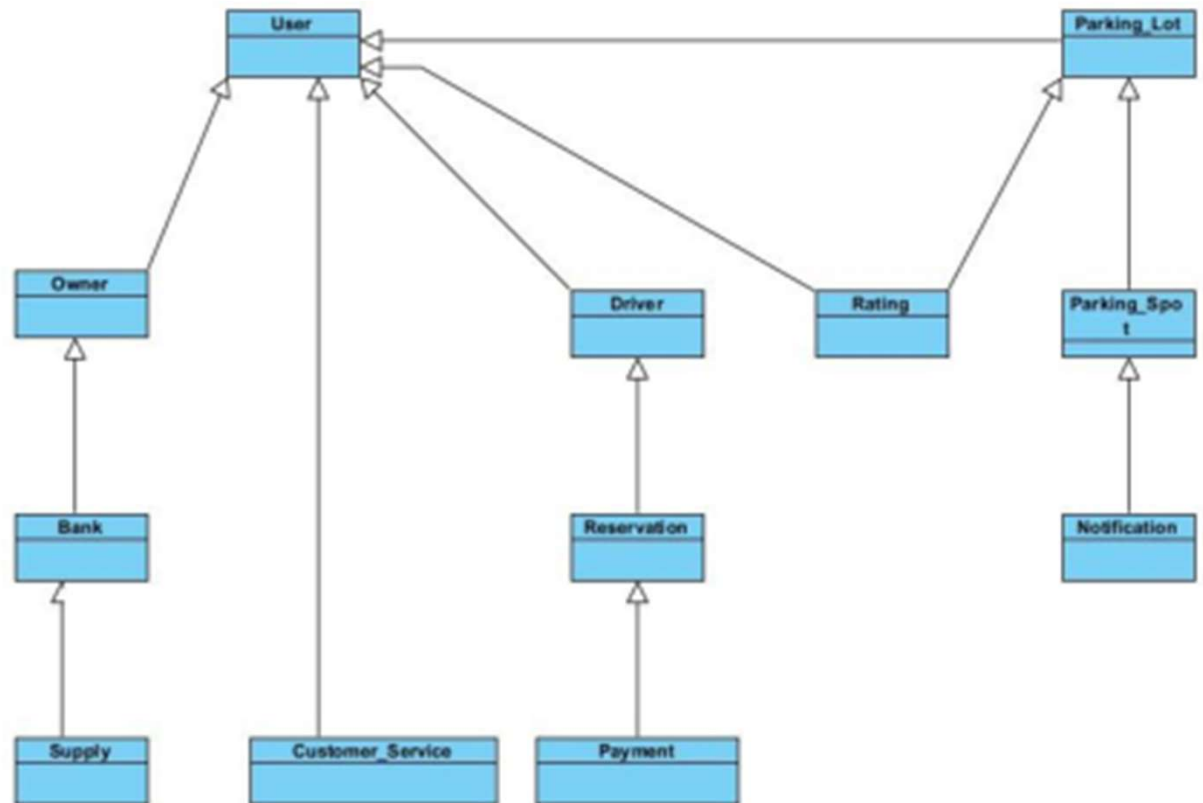 User
Parking_Lot
Owner
Driver
Rating
Parking_Spo
t
Bank
Reservation
Notification
Supply
Customer_Service
Payment